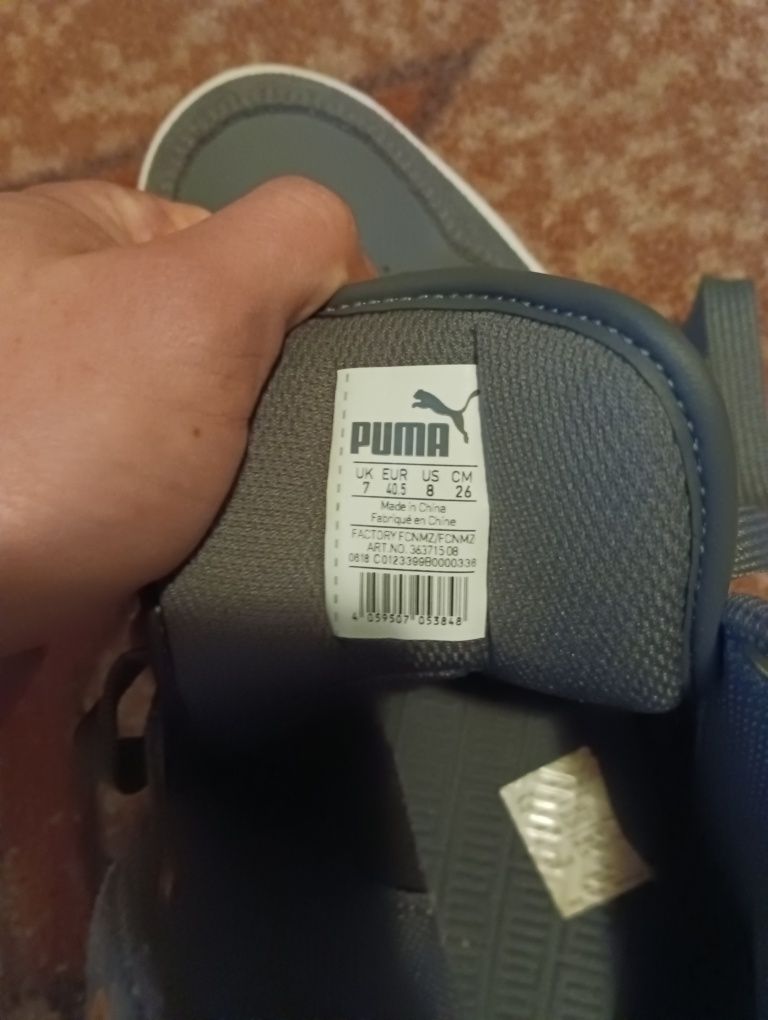 PUMA
UK EUR US CM
7 40.5 8 26
Made in China
Fabriqué en Chine
FACTORY FCNMZ/FCNMZ
ART.NO. 363715 08
0818 C0123399B0000338
4 059507 053848